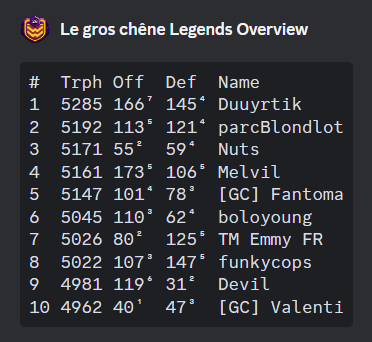 Le gros chêne Legends Overview
# Trph Off Def Name
1 5285 166⁷ 145⁴ Duuyrtik
2 5192 113⁵ 121⁴ parcBlondlot
3 5171 55² 59⁴ Nuts
4 5161 173⁵ 106⁵ Melvil
5 5147 101⁴ 78³ [GC] Fantoma
6 5045 110³ 62⁴ boloyoung
7 5026 80² 125⁵ TM Emmy FR
8 5022 107³ 147⁵ funkycops
9 4981 119⁶ 31² Devil
10 4962 40¹ 47³ [GC] Valenti